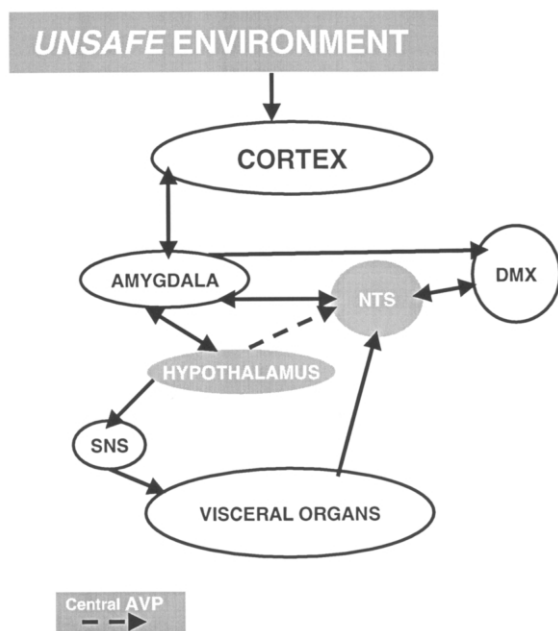 UNSAFE ENVIRONMENT
CORTEX
AMYGDALA
NTS
DMX
HYPOTHALAMUS
SNS
VISCERAL ORGANS
Central AVP